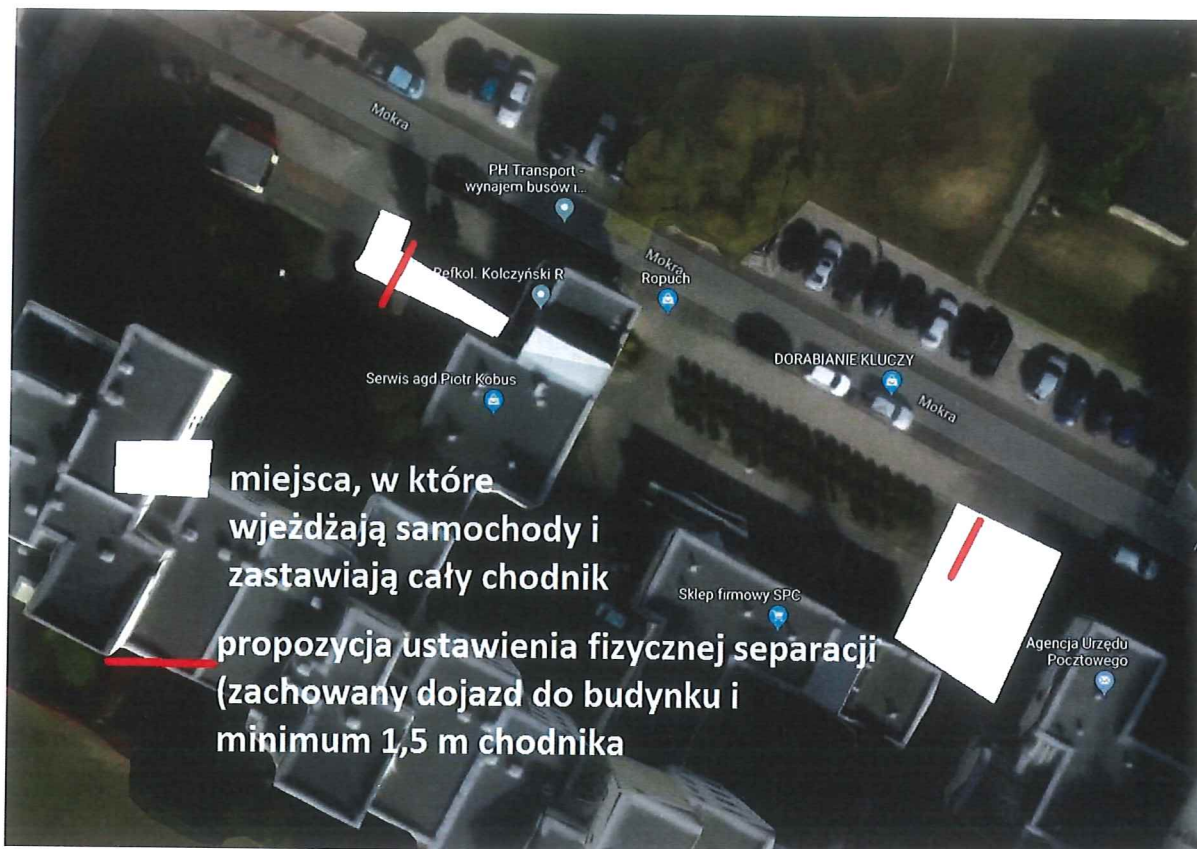 Mokra
PH Transport -
wynajem busów i...
Mokra
Ropuch
Refkol. Kolczyński R
DORABIANIE KLUCZY
Serwis agd Piotr Kobus
Mokra
miejsca, w które
wjeżdżają samochody i
zastawiają cały chodnik
Sklep firmowy SPC
Agencja Urzędu
Pocztowego
propozycja ustawienia fizycznej separacji
(zachowany dojazd do budynku i
minimum 1,5 m chodnika